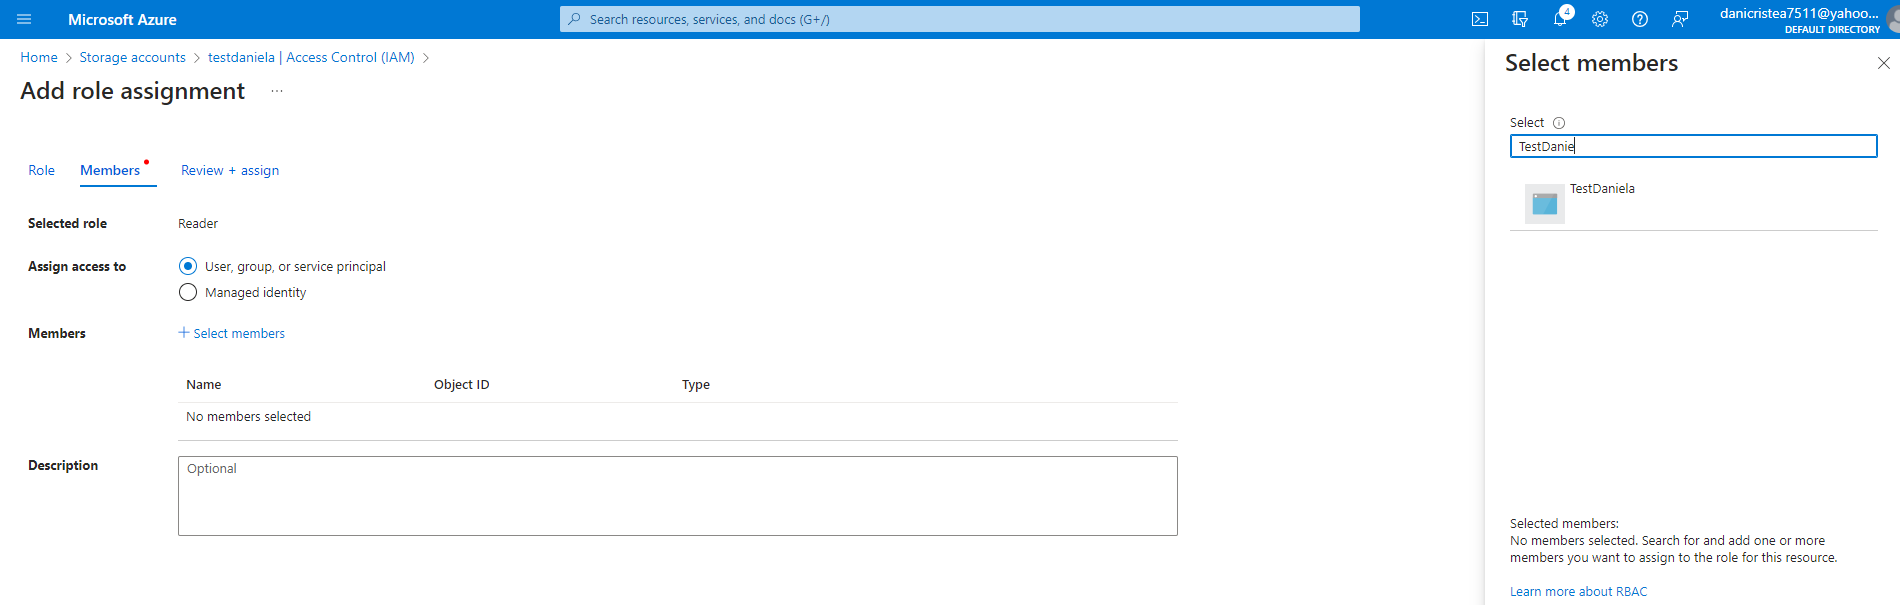 Microsoft Azure
Search resources, services, and docs (G+/)
4
danicristea7511@yahoo...
DEFAULT DIRECTORY
Home > Storage accounts > testdaniela | Access Control (IAM) >
Add role assignment ...
Role Members Review + assign
Selected role Reader
Assign access to User, group, or service principal
Managed identity
Members + Select members
Name Object ID Type
No members selected
Description Optional
Select members
Select
TestDanie
TestDaniela
Selected members:
No members selected. Search for and add one or more
members you want to assign to the role for this resource.
Learn more about RBAC